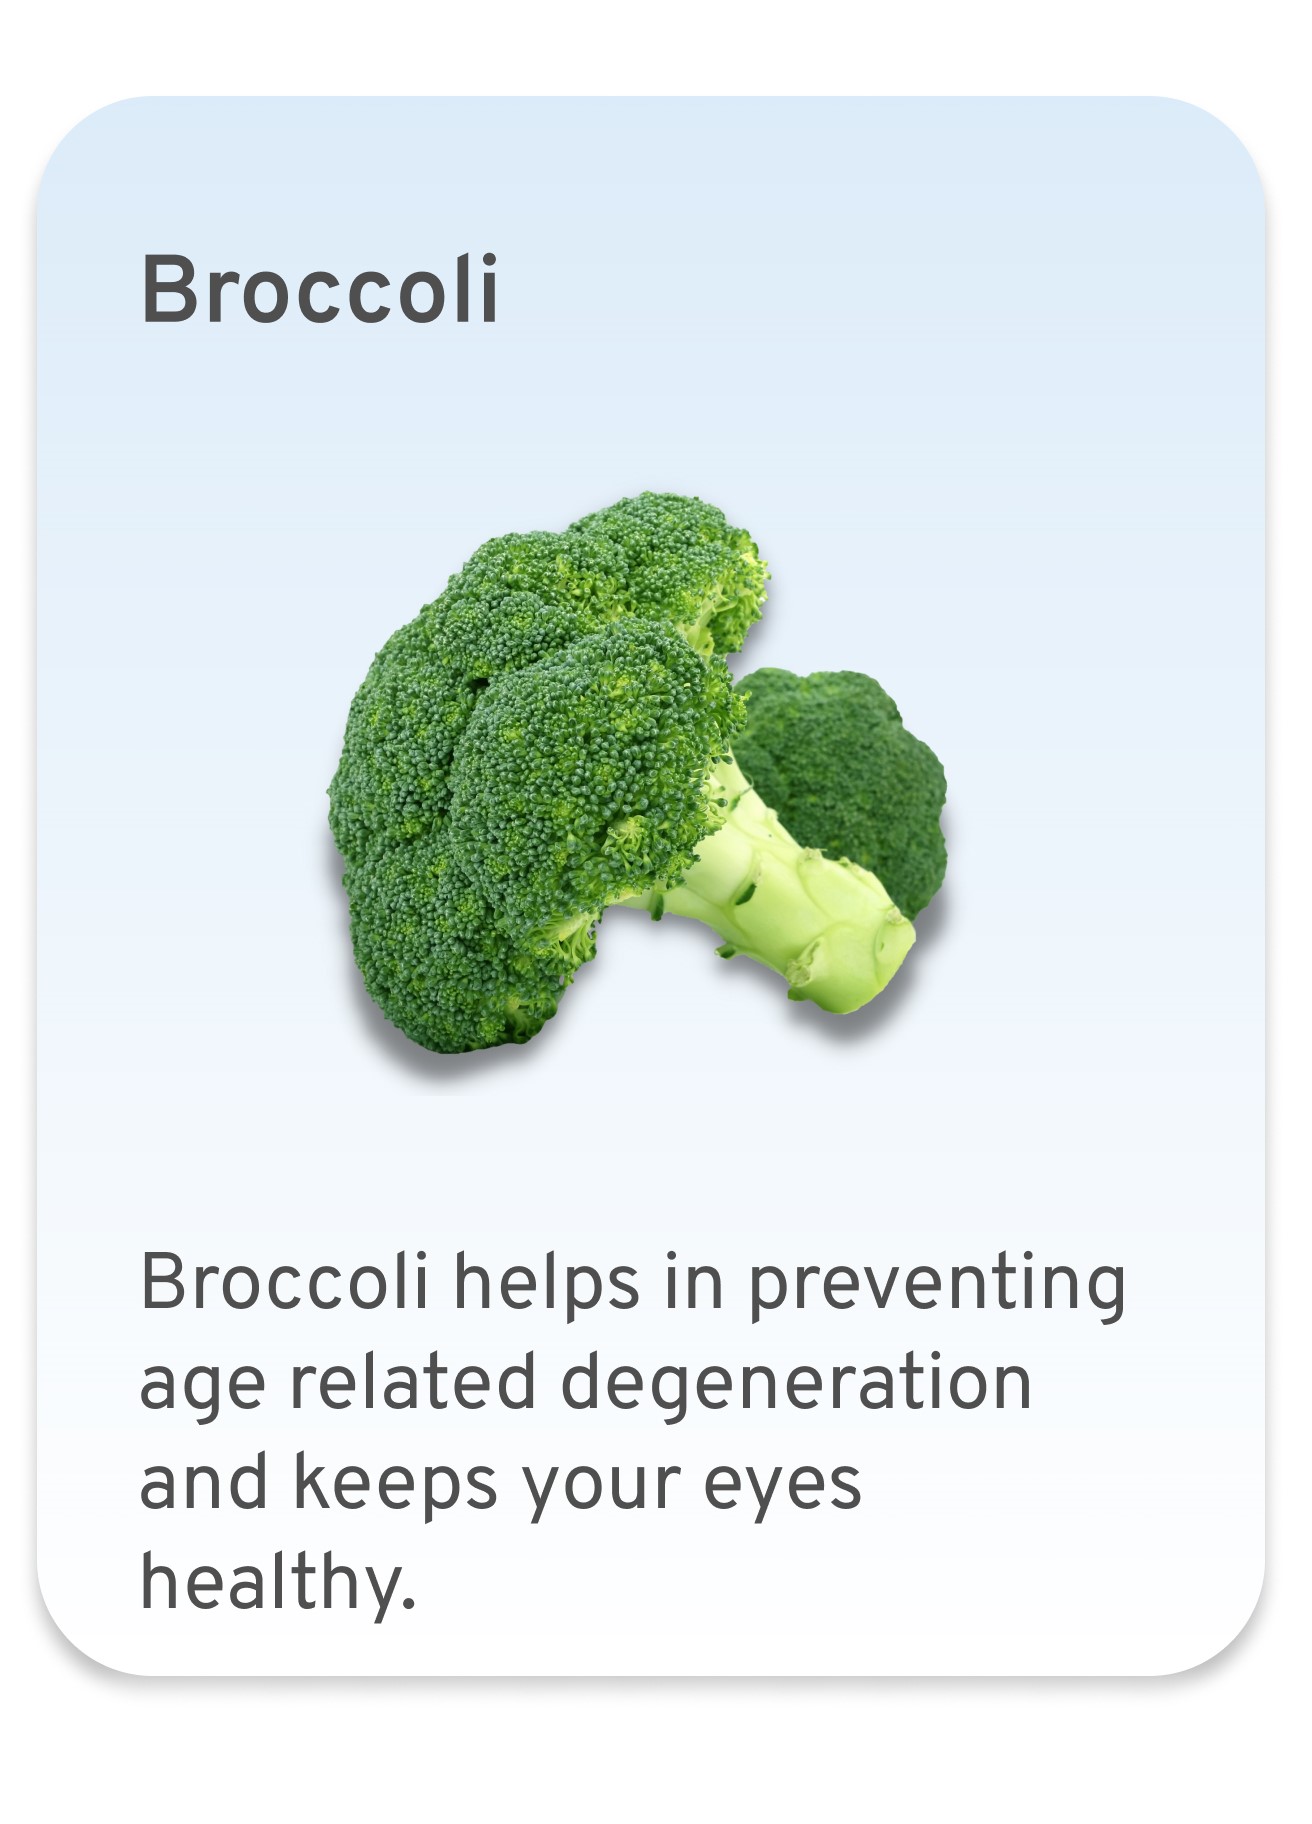 Broccoli
Broccoli helps in preventing
age related degeneration
and keeps your eyes
healthy.